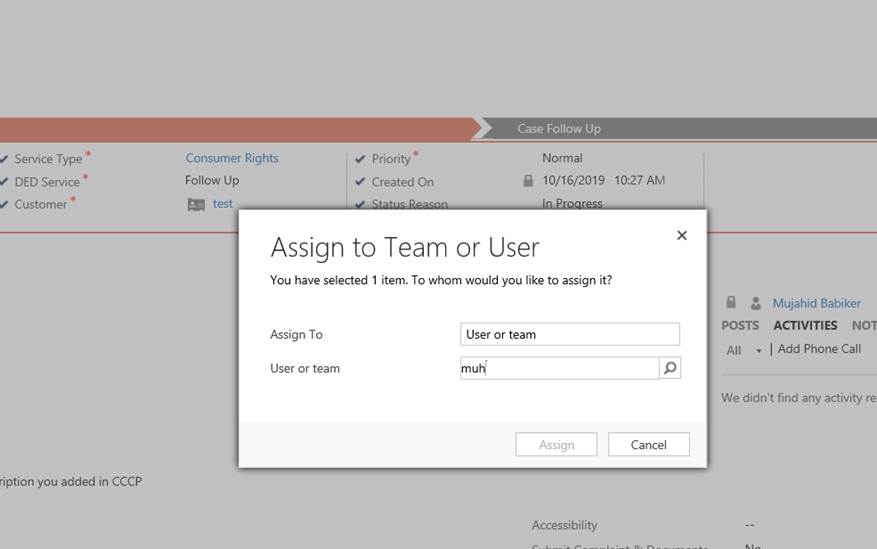 Case Follow Up
Service Type * Consumer Rights Priority * Normal
DED Service * Follow Up Created On 10/16/2019 10:27 AM
Customer * test Status Reason In Progress
Assign to Team or User
You have selected 1 item. To whom would you like to assign it?
Assign To User or team
User or team muh
Assign Cancel
Mujahid Babiker
POSTS ACTIVITIES NOT
All | Add Phone Call
We didn't find any activity re
ription you added in CCCP
Accessibility --
Submit Complaint & Documents No